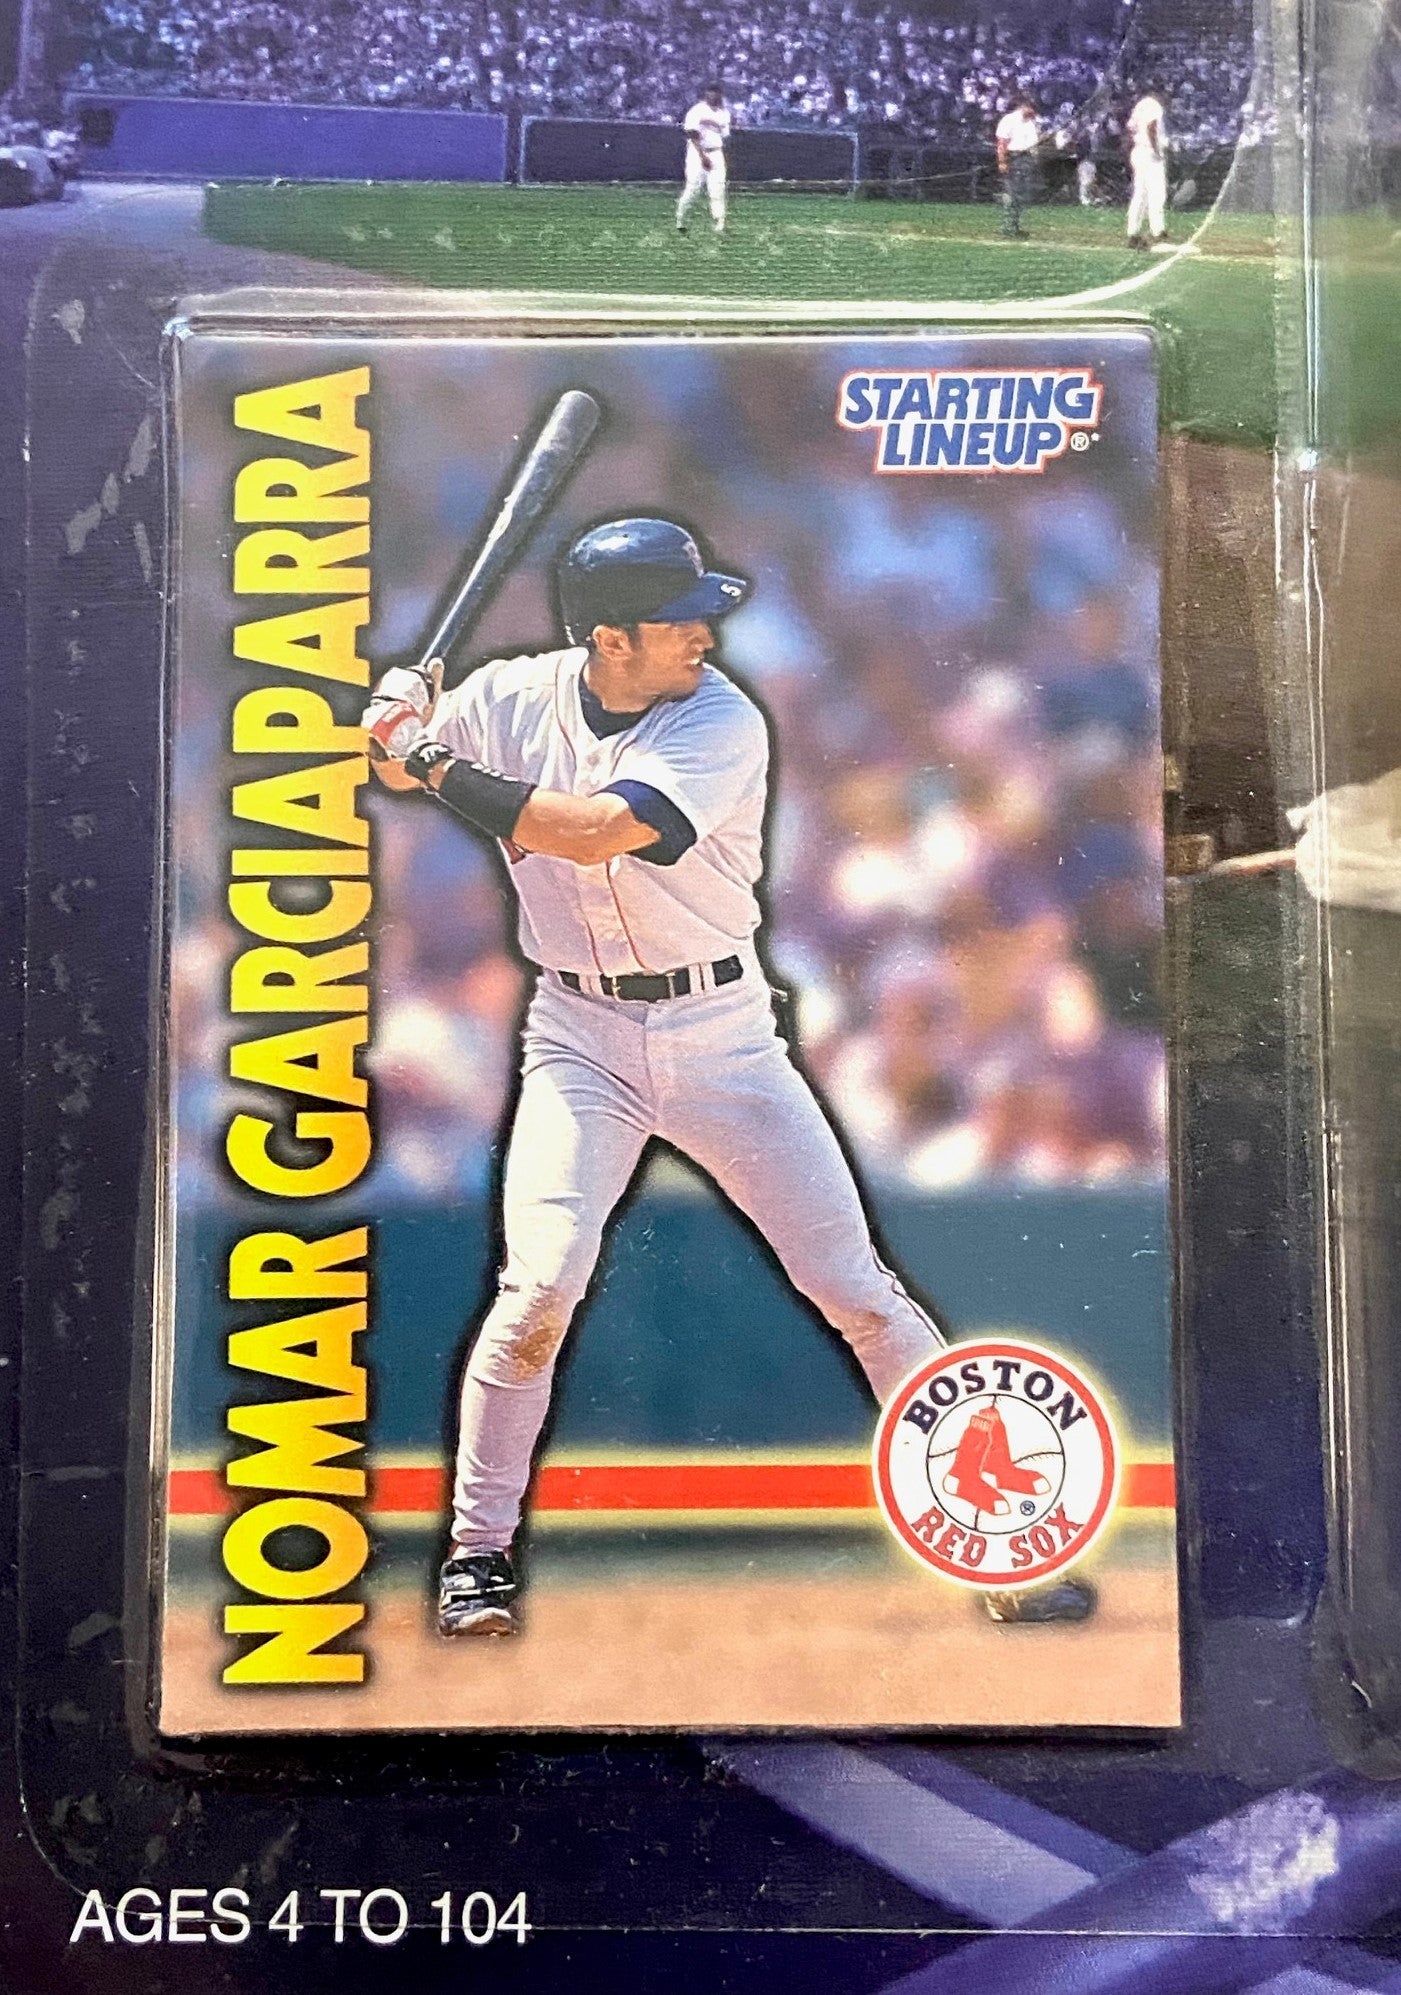 STARTING
LINEUP®*
NOMAR GARCIAPARRA
BOSTON
RED SOX
®
AGES 4 TO 104